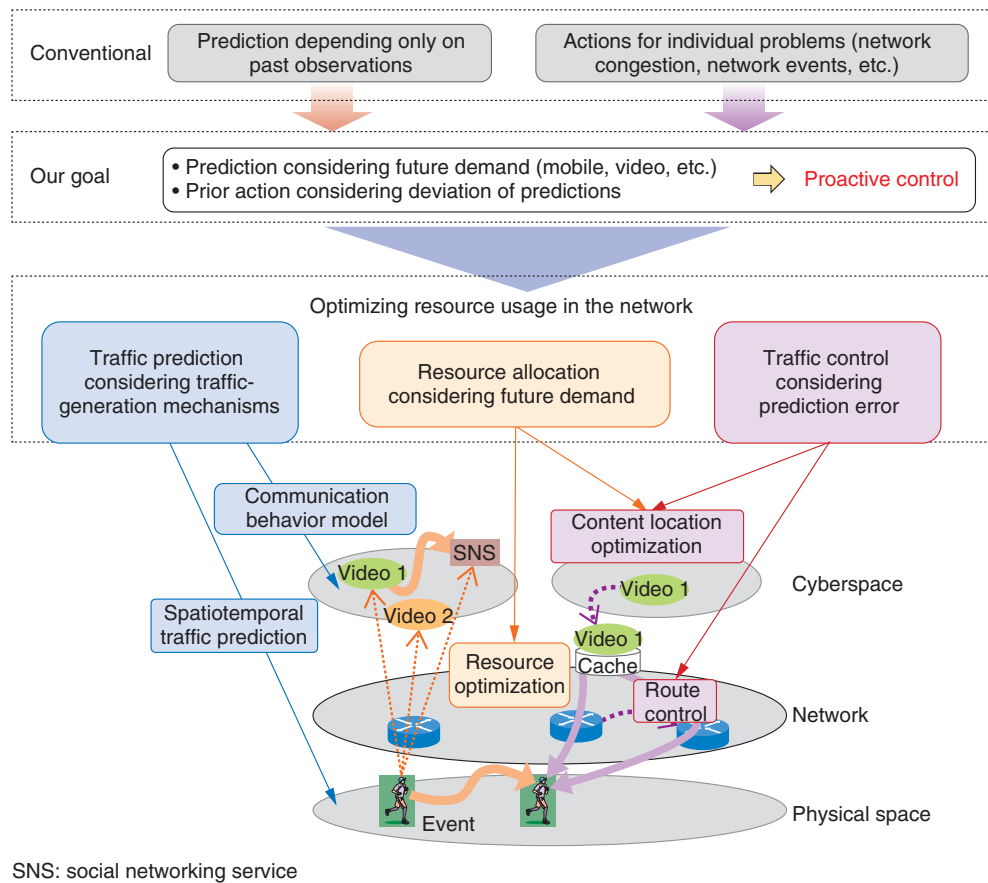 Conventional
Prediction depending only on
past observations
Actions for individual problems (network
congestion, network events, etc.)
Our goal
• Prediction considering future demand (mobile, video, etc.)
• Prior action considering deviation of predictions
Proactive control
Optimizing resource usage in the network
Traffic prediction
considering traffic-
generation mechanisms
Resource allocation
considering future demand
Traffic control
considering
prediction error
Communication
behavior model
Content location
optimization
SNS
Video 1
Video 1
Cyberspace
Video 2
Spatiotemporal
traffic prediction
Video 1
Cache
Resource
optimization
Route
control
Network
Event
Physical space
SNS: social networking service